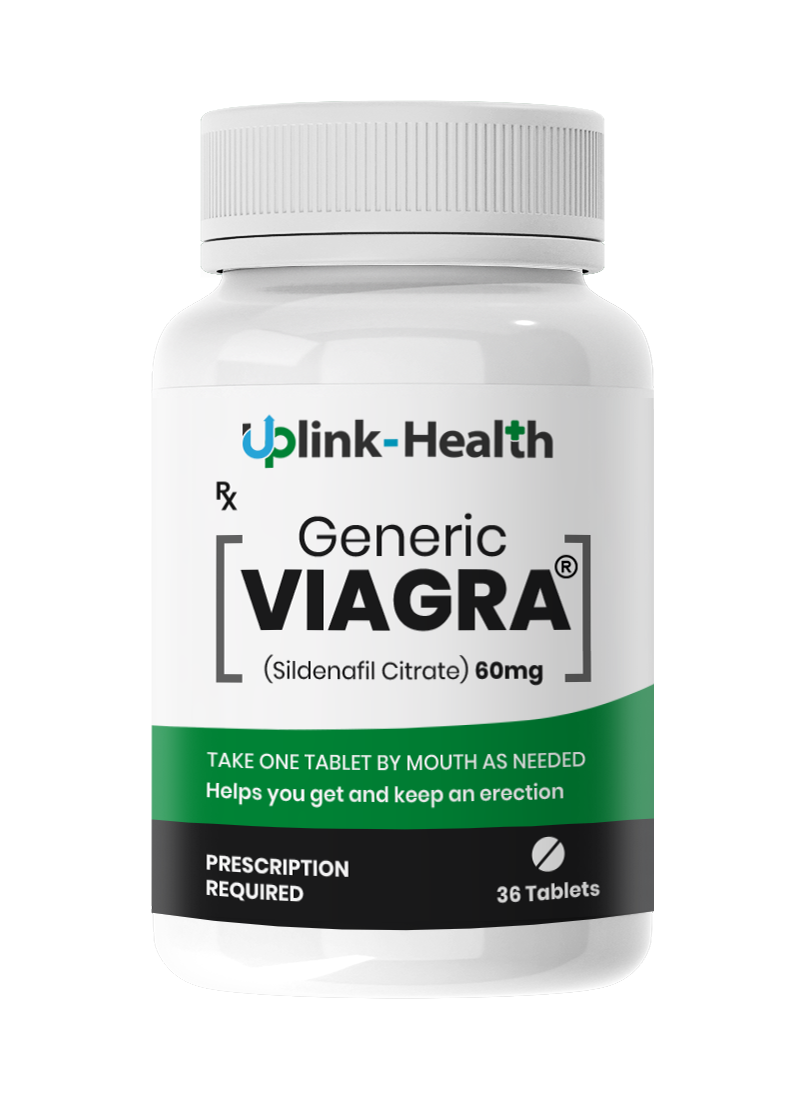 Uplink-Health
Rx
Generic
VIAGRA®
(Sildenafil Citrate) 60mg
TAKE ONE TABLET BY MOUTH AS NEEDED
Helps you get and keep an erection
PRESCRIPTION
REQUIRED
36 Tablets